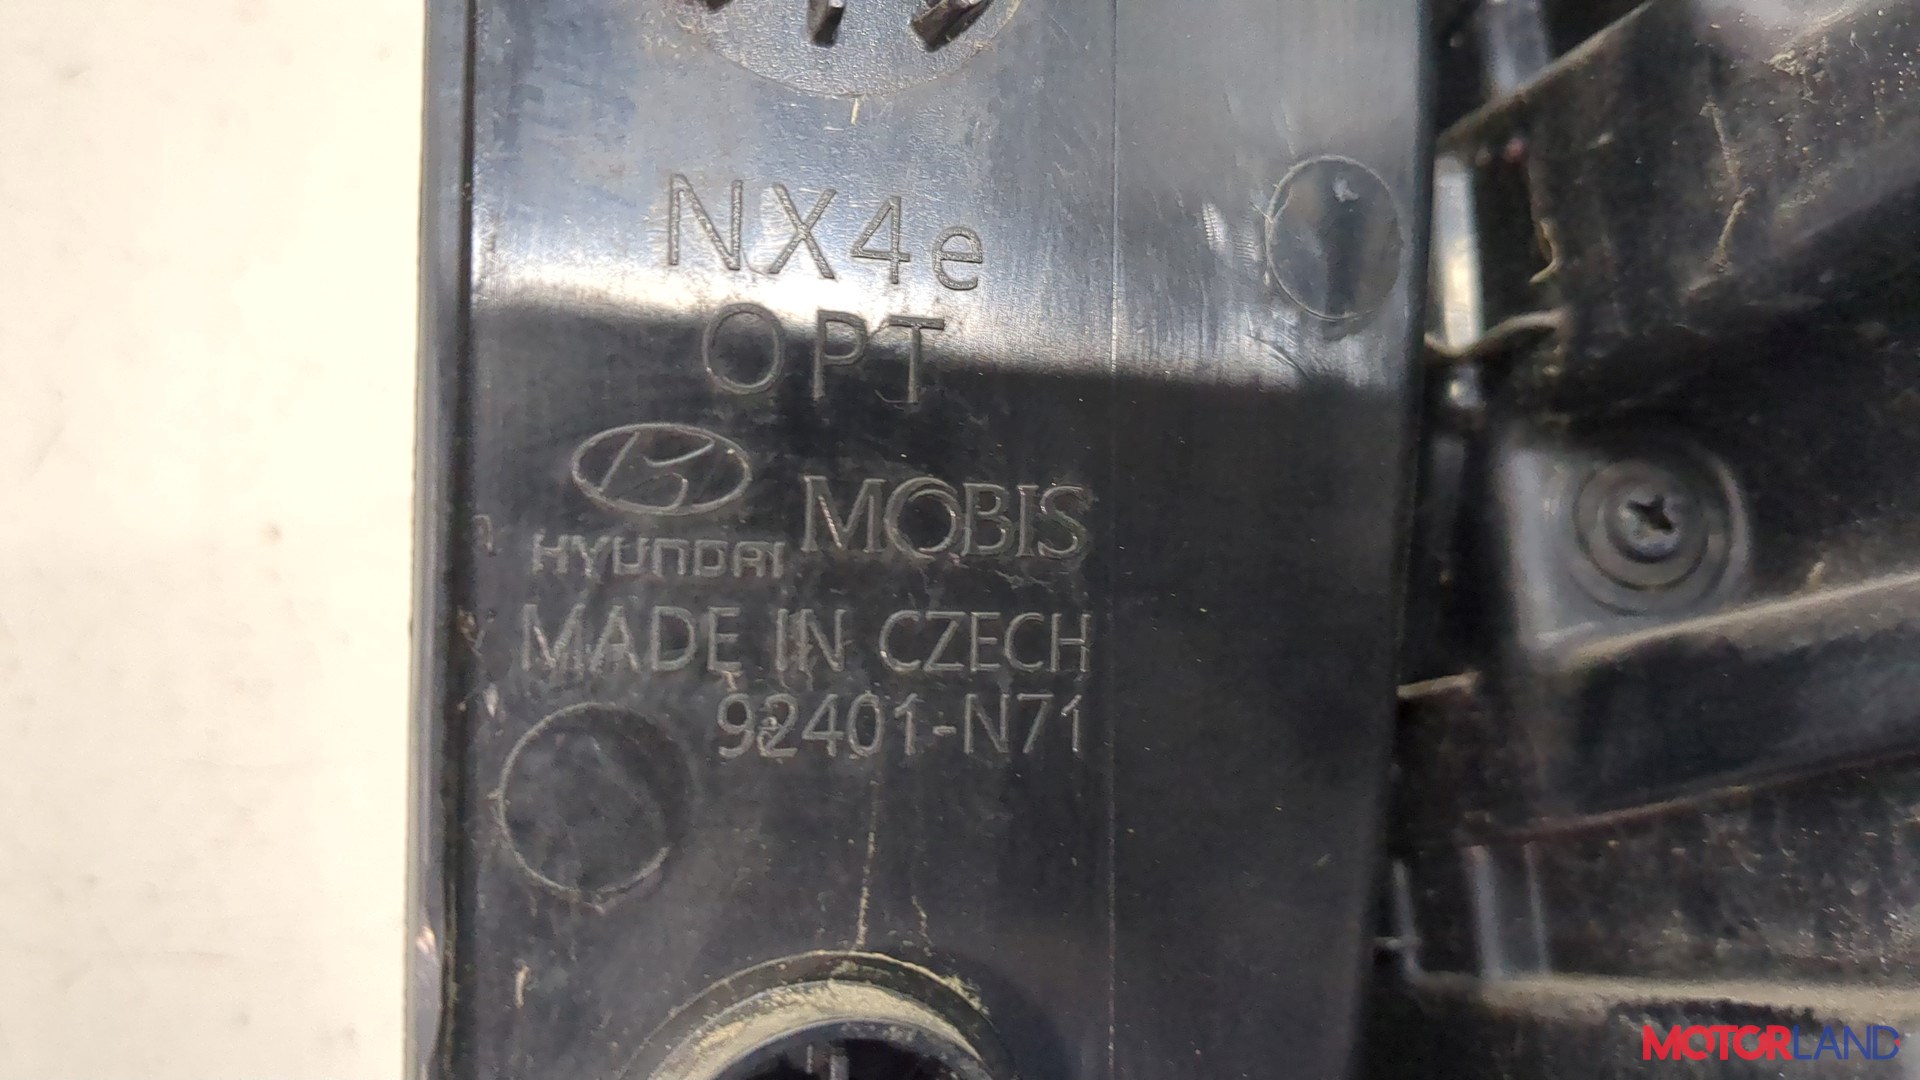 NX4e
OPT
HYUNDAI MOBIS
MADE IN CZECH
92401-N71
MOTORLAND